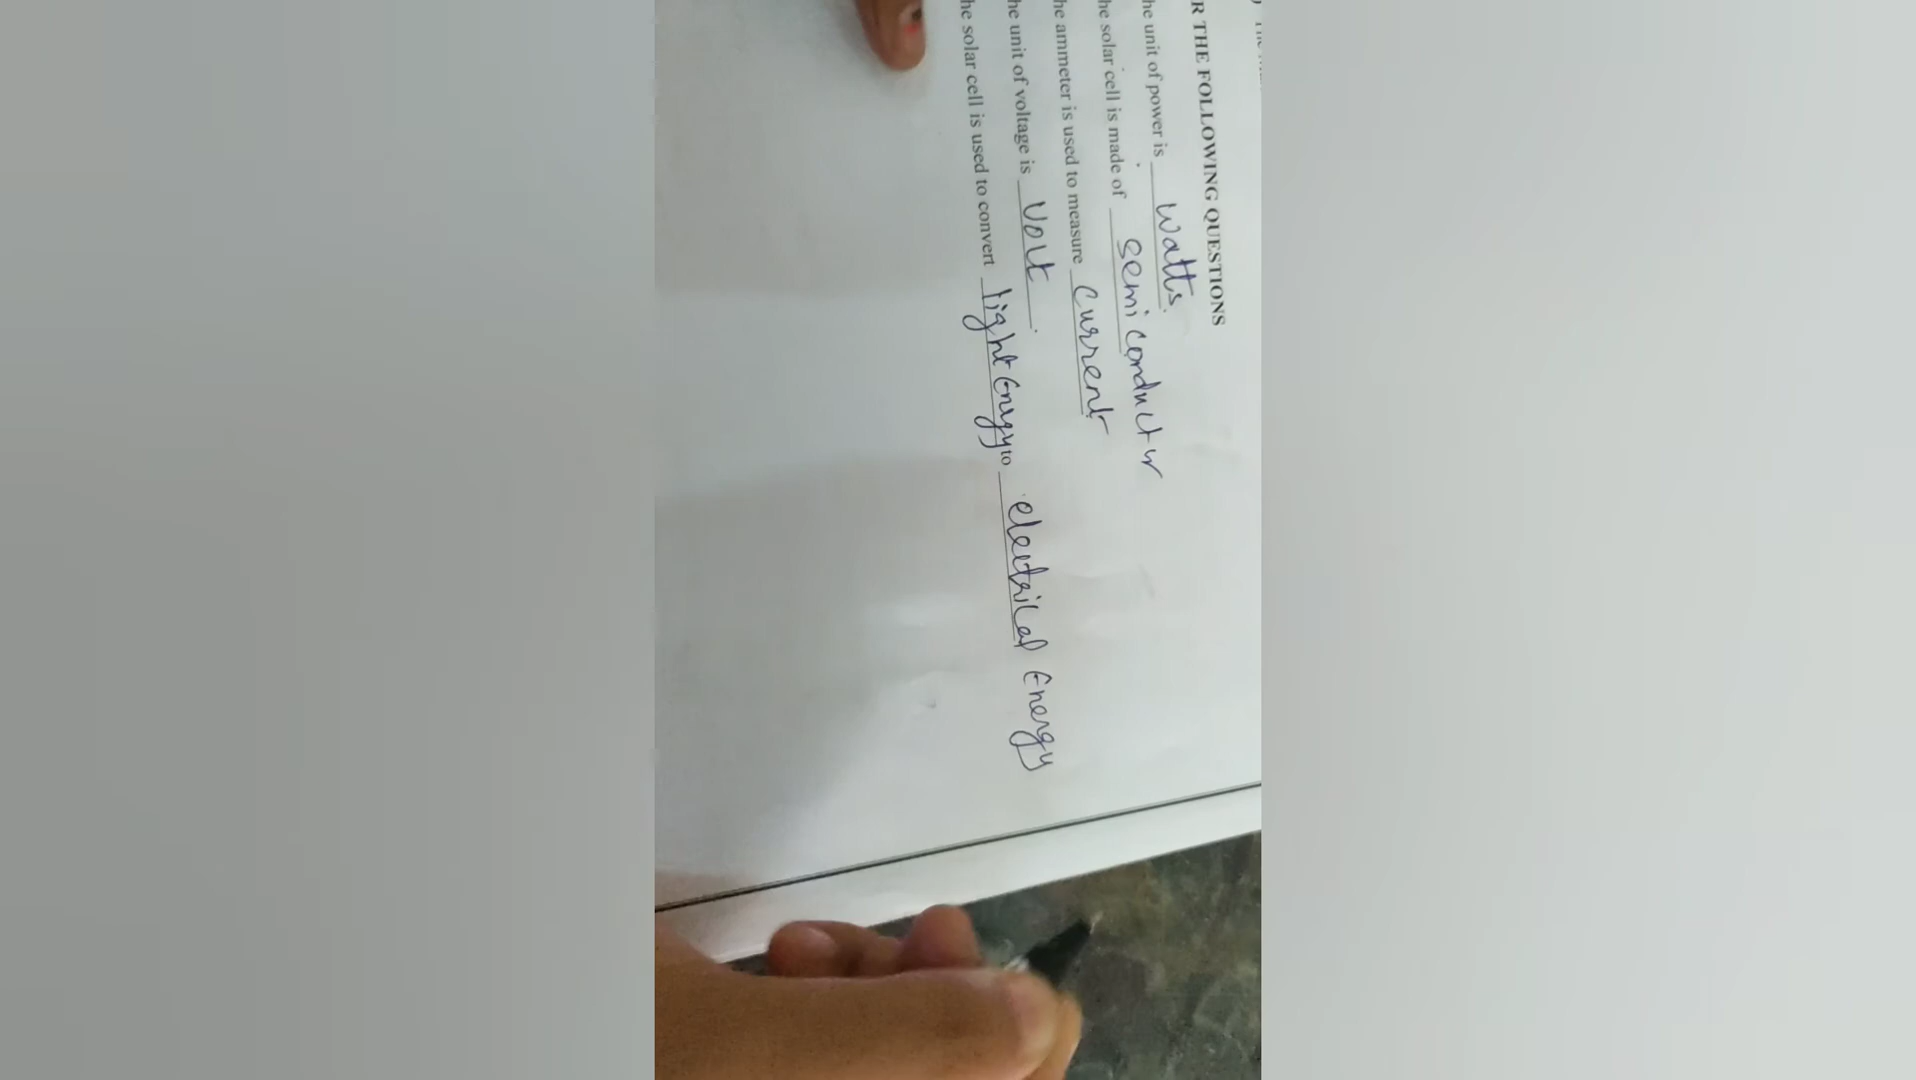 R THE FOLLOWING QUESTIONS
he unit of power is watts.
he solar cell is made of semi conductr
he ammeter is used to measure current
he unit of voltage is Volt.
he solar cell is used to convert light Energy to electrical Energy